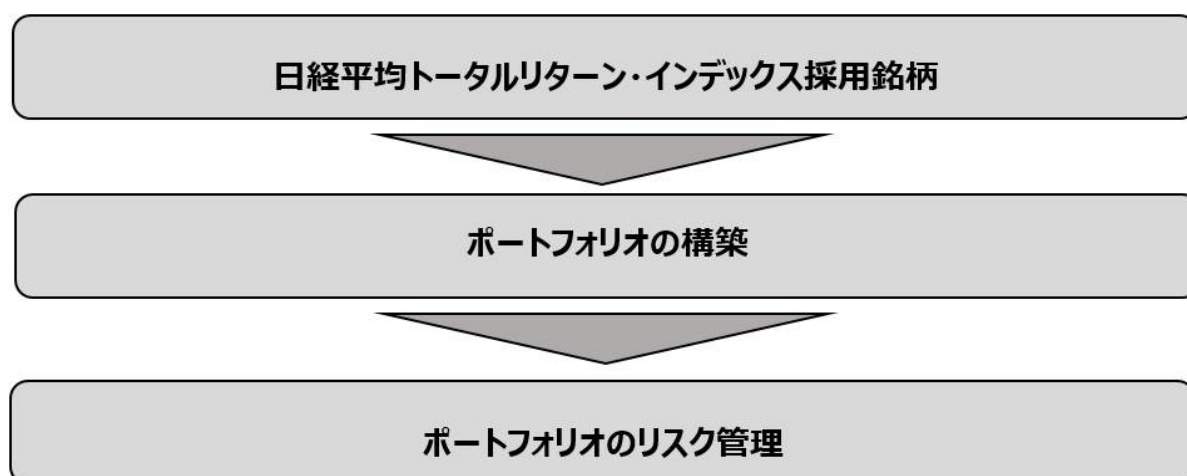 日経平均トータルリターン・インデックス採用銘柄
ポートフォリオの構築
ポートフォリオのリスク管理